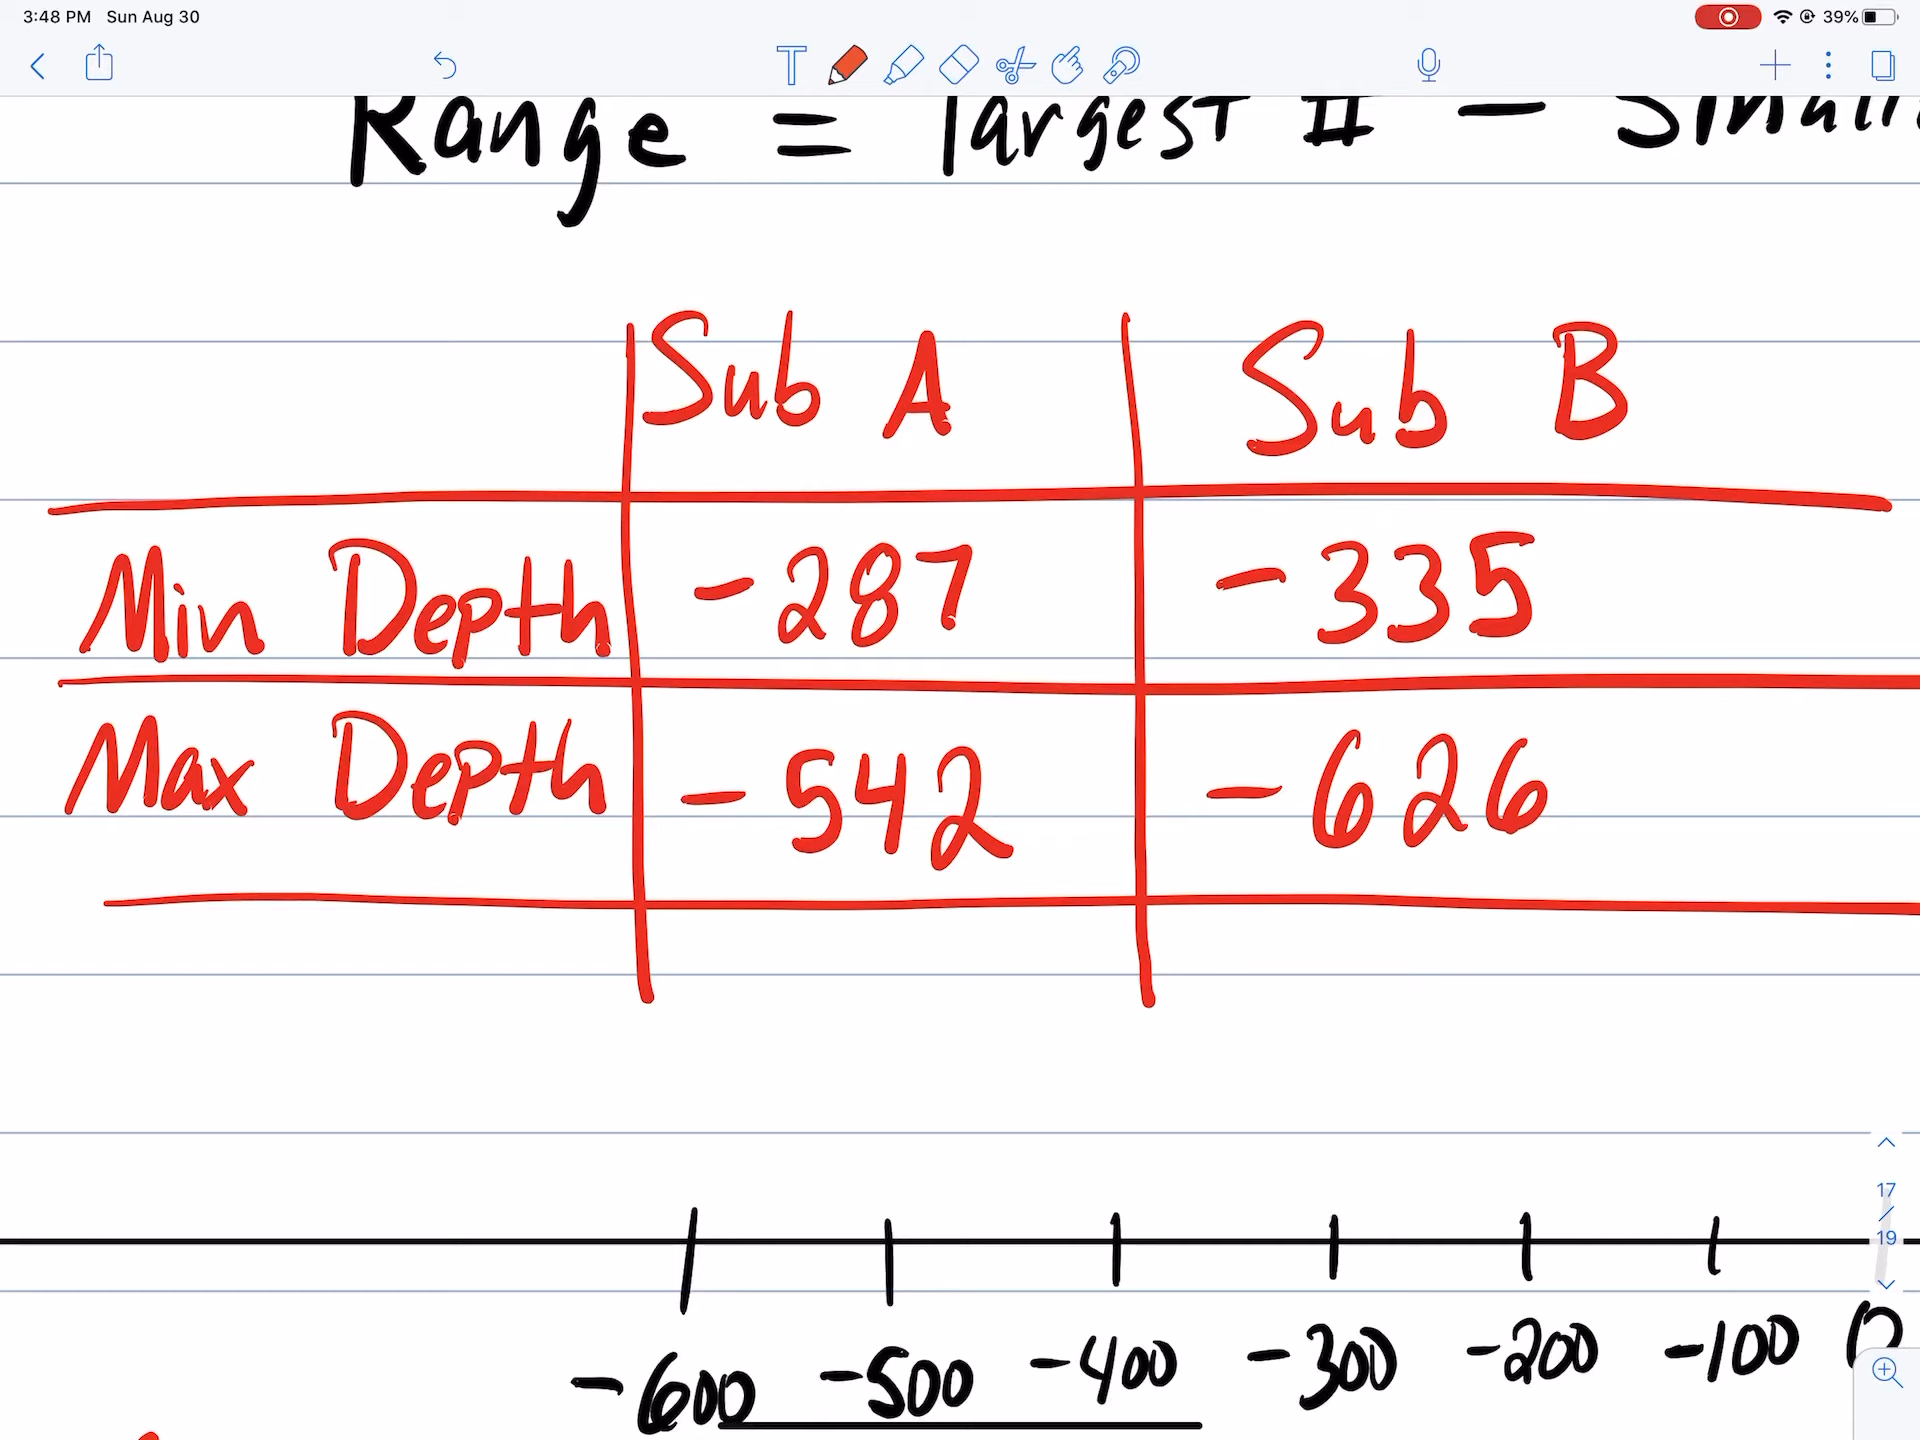 3:48 PM Sun Aug 30
39%
Range = largest # -
Sub A Sub B
Min Depth -287 -335
Max Depth -542 -626
17
/
19
-600 -500 -400 -300 -200 -100 0